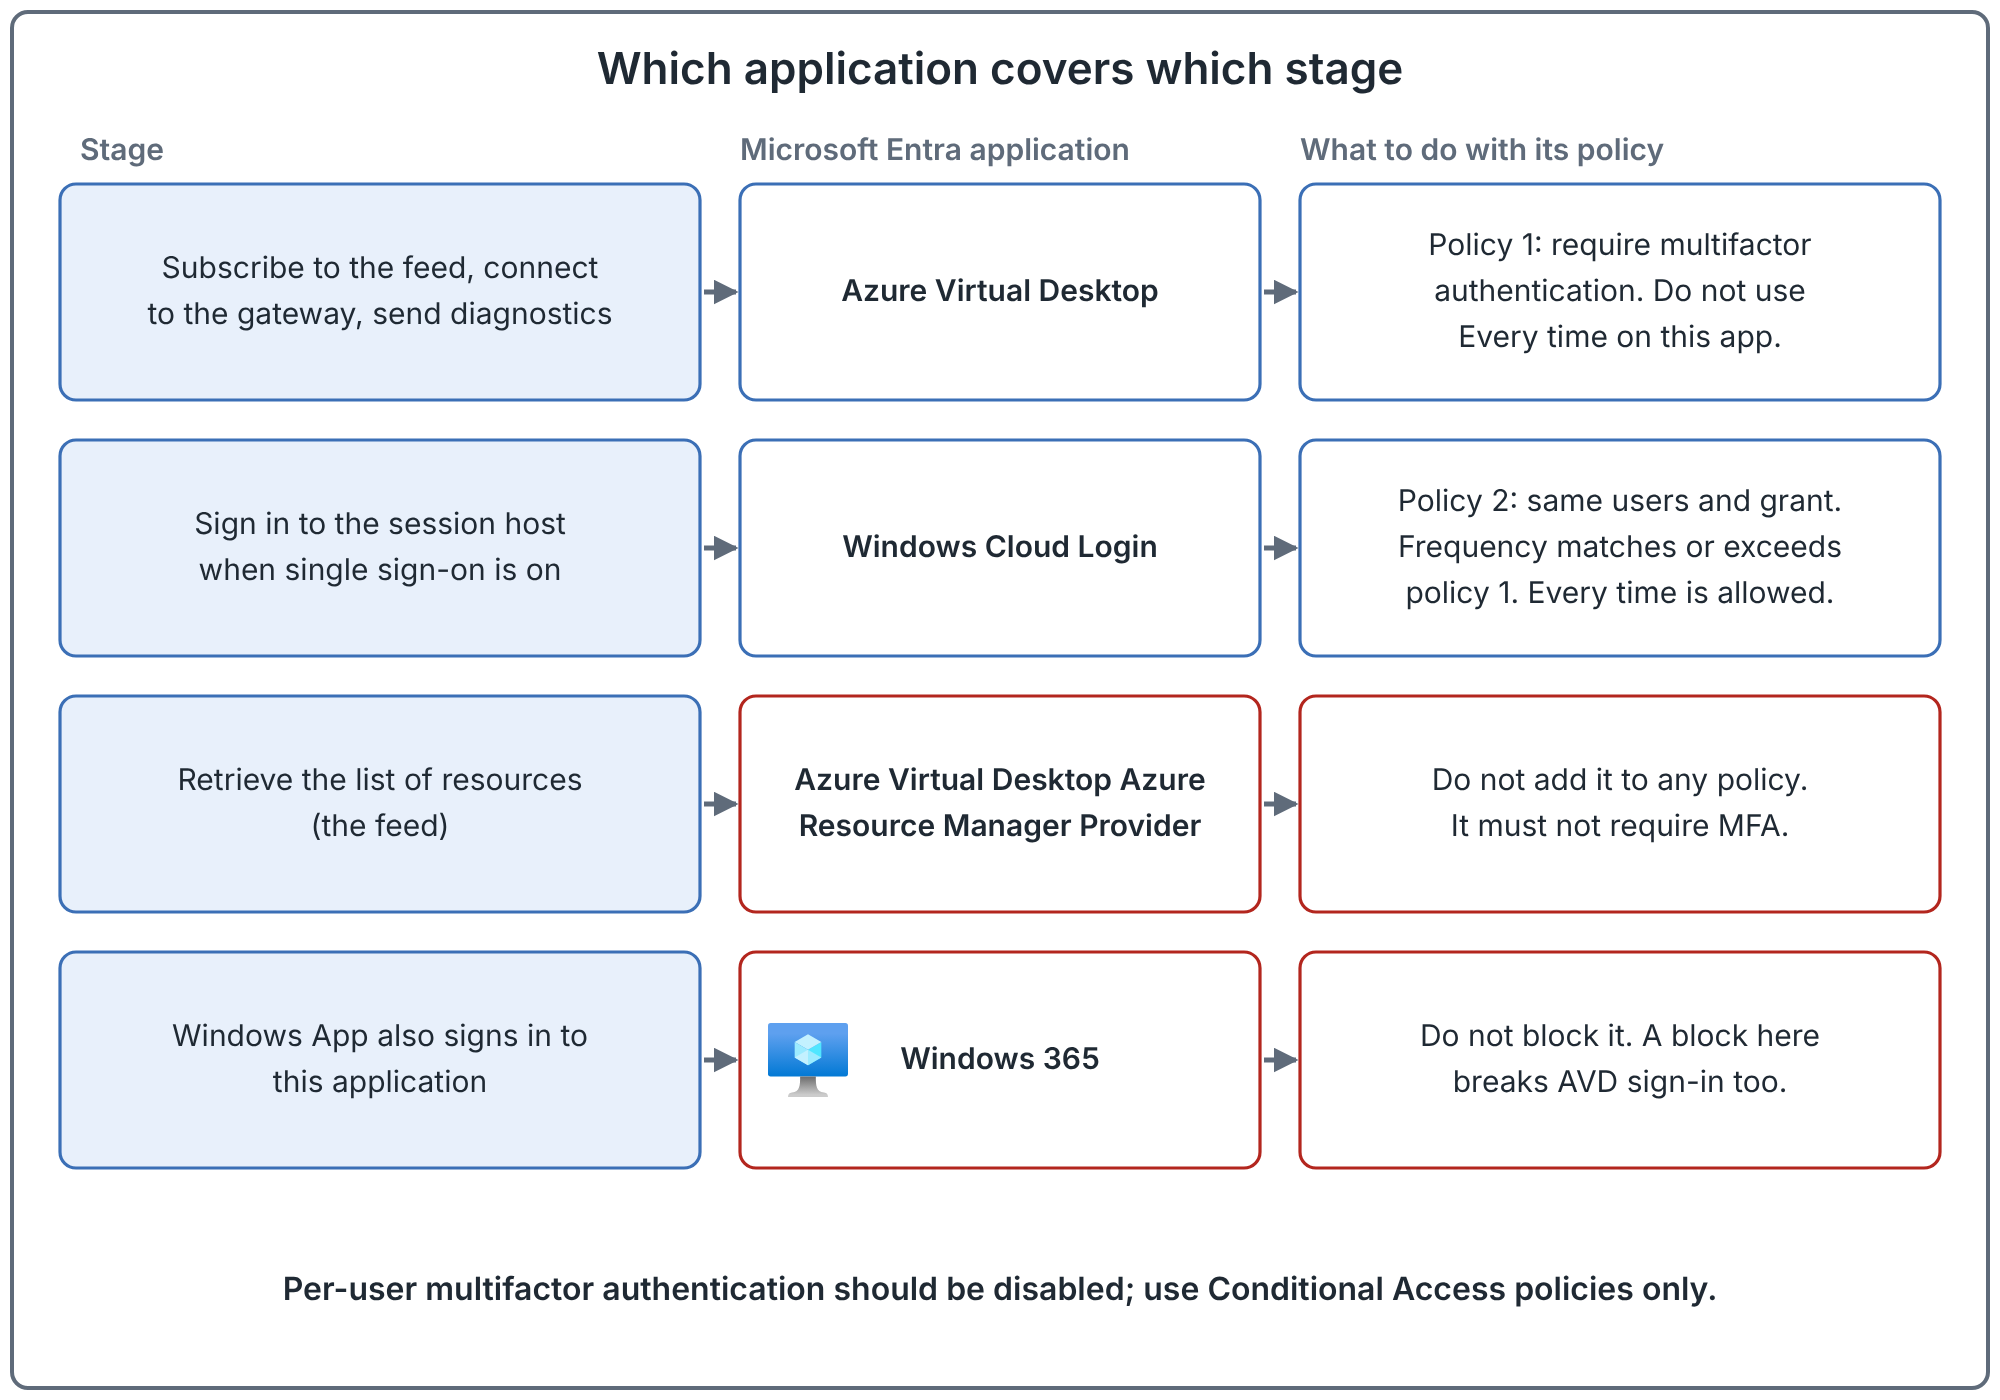 Which application covers which stage
Stage
Microsoft Entra application
What to do with its policy
Subscribe to the feed, connect
to the gateway, send diagnostics
Azure Virtual Desktop
Policy 1: require multifactor
authentication. Do not use
Every time on this app.
Sign in to the session host
when single sign-on is on
Windows Cloud Login
Policy 2: same users and grant.
Frequency matches or exceeds
policy 1. Every time is allowed.
Retrieve the list of resources
(the feed)
Azure Virtual Desktop Azure
Resource Manager Provider
Do not add it to any policy.
It must not require MFA.
Windows App also signs in to
this application
Windows 365
Do not block it. A block here
breaks AVD sign-in too.
Per-user multifactor authentication should be disabled; use Conditional Access policies only.